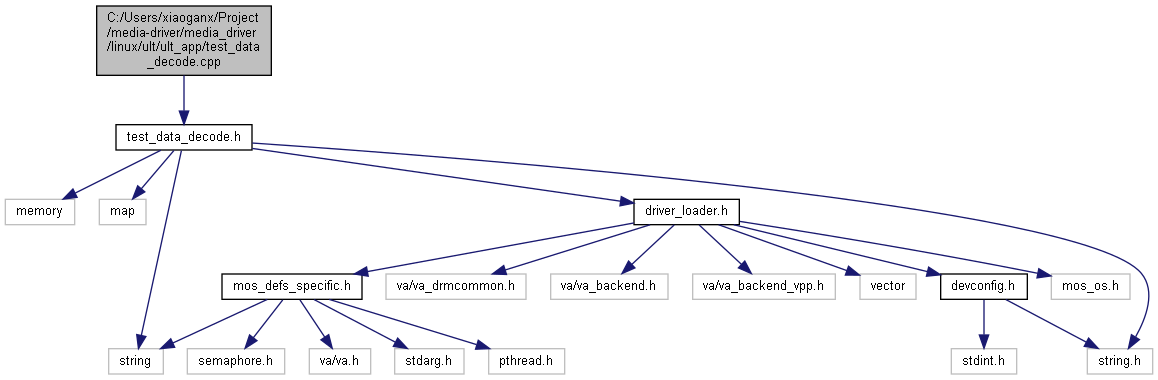 C:/Users/xiaoganx/Project
/media-driver/media_driver
/linux/ult/ult_app/test_data
_decode.cpp
test_data_decode.h
memory
map
driver_loader.h
mos_defs_specific.h
va/va_drmcommon.h
va/va_backend.h
va/va_backend_vpp.h
vector
devconfig.h
mos_os.h
string
semaphore.h
va/va.h
stdarg.h
pthread.h
stdint.h
string.h